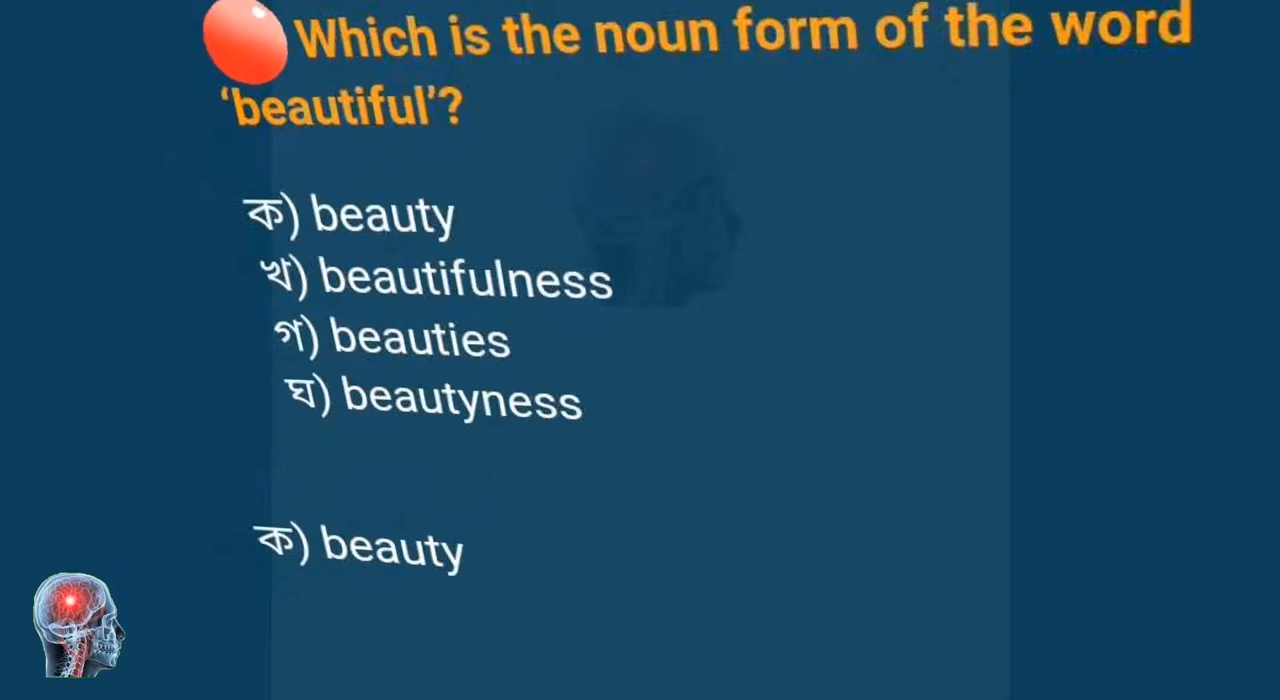 Which is the noun form of the word
‘beautiful’?
ক) beauty
খ) beautifulness
গ) beauties
ঘ) beautyness
ক) beauty